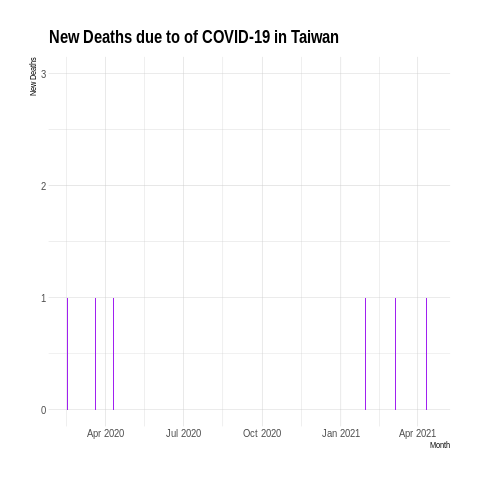 New Deaths due to of COVID-19 in Taiwan
New Deaths
3
2
1
0
Apr 2020 Jul 2020 Oct 2020 Jan 2021 Apr 2021
Month